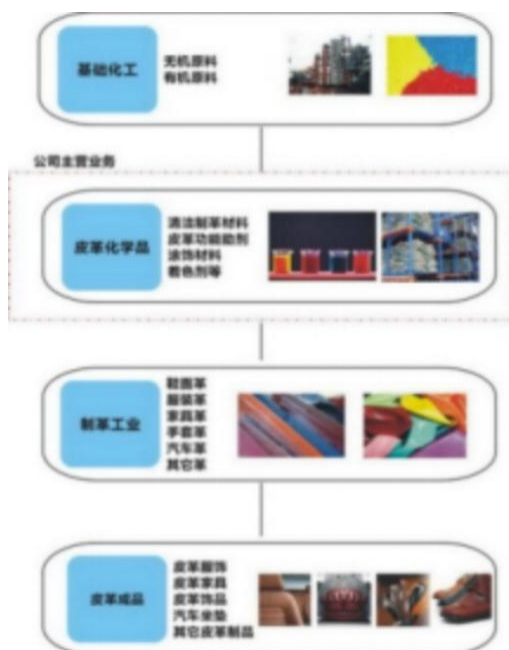 基础化工
无机原料
有机原料
公司主营业务
皮革化学品
清洁制革材料
皮革功能助剂
涂饰材料
着色剂等
制革工业
鞋面革
服装革
家具革
手套革
汽车革
其它革
皮革成品
皮革服饰
皮革家具
皮革饰品
汽车坐垫
其它皮革制品